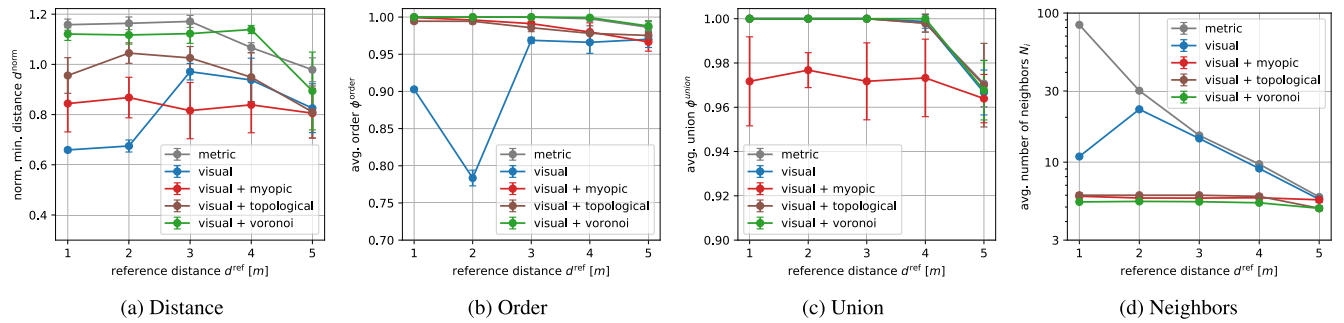 norm. min. distance d^norm
1.2
1.0
0.8
0.6
0.4
metric
visual
visual + myopic
visual + topological
visual + voronoi
1 2 3 4 5
reference distance d^ref [m]
(a) Distance
avg. order ϕ^order
1.00
0.95
0.90
0.85
0.80
0.75
0.70
metric
visual
visual + myopic
visual + topological
visual + voronoi
1 2 3 4 5
reference distance d^ref [m]
(b) Order
avg. union ϕ^union
1.00
0.98
0.96
0.94
0.92
0.90
metric
visual
visual + myopic
visual + topological
visual + voronoi
1 2 3 4 5
reference distance d^ref [m]
(c) Union
avg. number of neighbors N_i
100
30
10
3
metric
visual
visual + myopic
visual + topological
visual + voronoi
1 2 3 4 5
reference distance d^ref [m]
(d) Neighbors